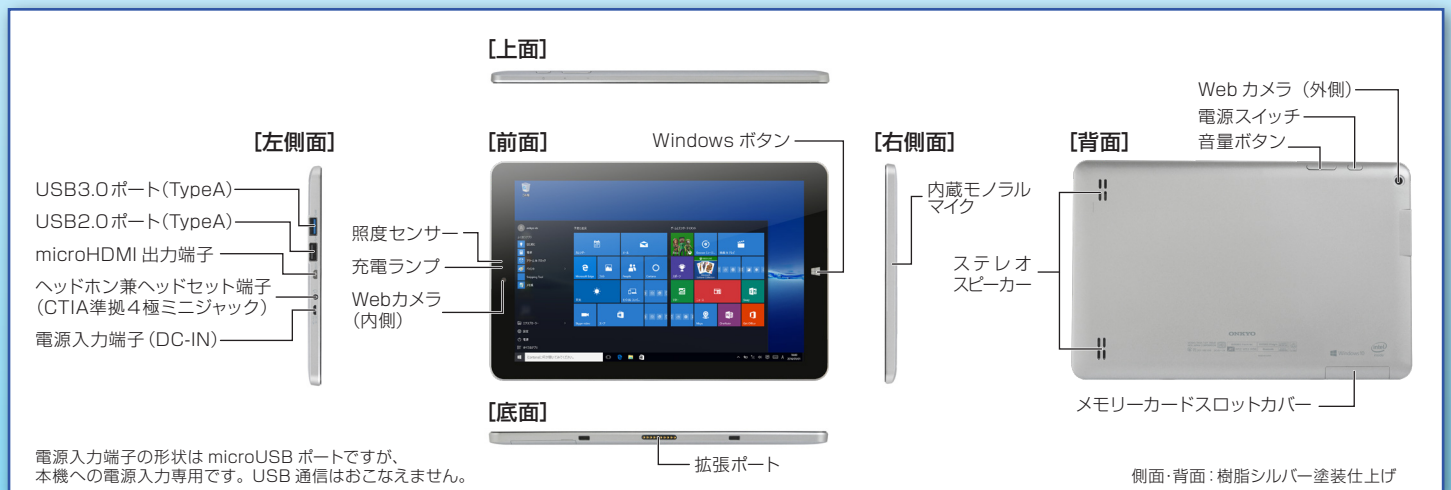 [上面]
[左側面]
USB3.0ポート(TypeA)
USB2.0ポート(TypeA)
microHDMI 出力端子
ヘッドホン兼ヘッドセット端子
(CTIA準拠4極ミニジャック)
電源入力端子(DC-IN)
[前面]
Windows ボタン
照度センサー
充電ランプ
Webカメラ
(内側)
[右側面]
内蔵モノラル
マイク
[背面]
Web カメラ(外側)
電源スイッチ
音量ボタン
ステレオ
スピーカー
ONKYO
メモリーカードスロットカバー
[底面]
拡張ポート
電源入力端子の形状は microUSB ポートですが、
本機への電源入力専用です。USB 通信はおこなえません。
側面・背面:樹脂シルバー塗装仕上げ